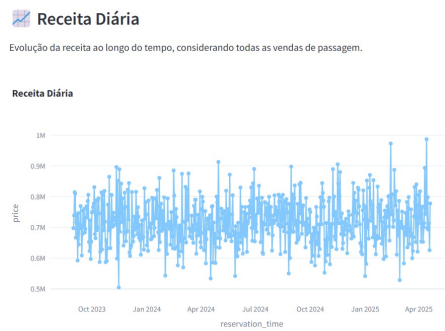 Receita Diária
Evolução da receita ao longo do tempo, considerando todas as vendas de passagem.
Receita Diária
1M
0.9M
0.8M
0.7M
0.6M
0.5M
price
Oct 2023 Jan 2024 Apr 2024 Jul 2024 Oct 2024 Jan 2025 Apr 2025
reservation_time